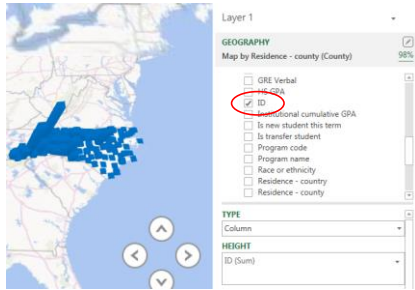 Layer 1
GEOGRAPHY
Map by Residence - county (County) 98%
GRE Verbal
HS GPA
ID
Institutional cumulative GPA
Is new student this term
Is transfer student
Program code
Program name
Race or ethnicity
Residence - country
Residence - county
TYPE
Column
HEIGHT
ID (Sum)